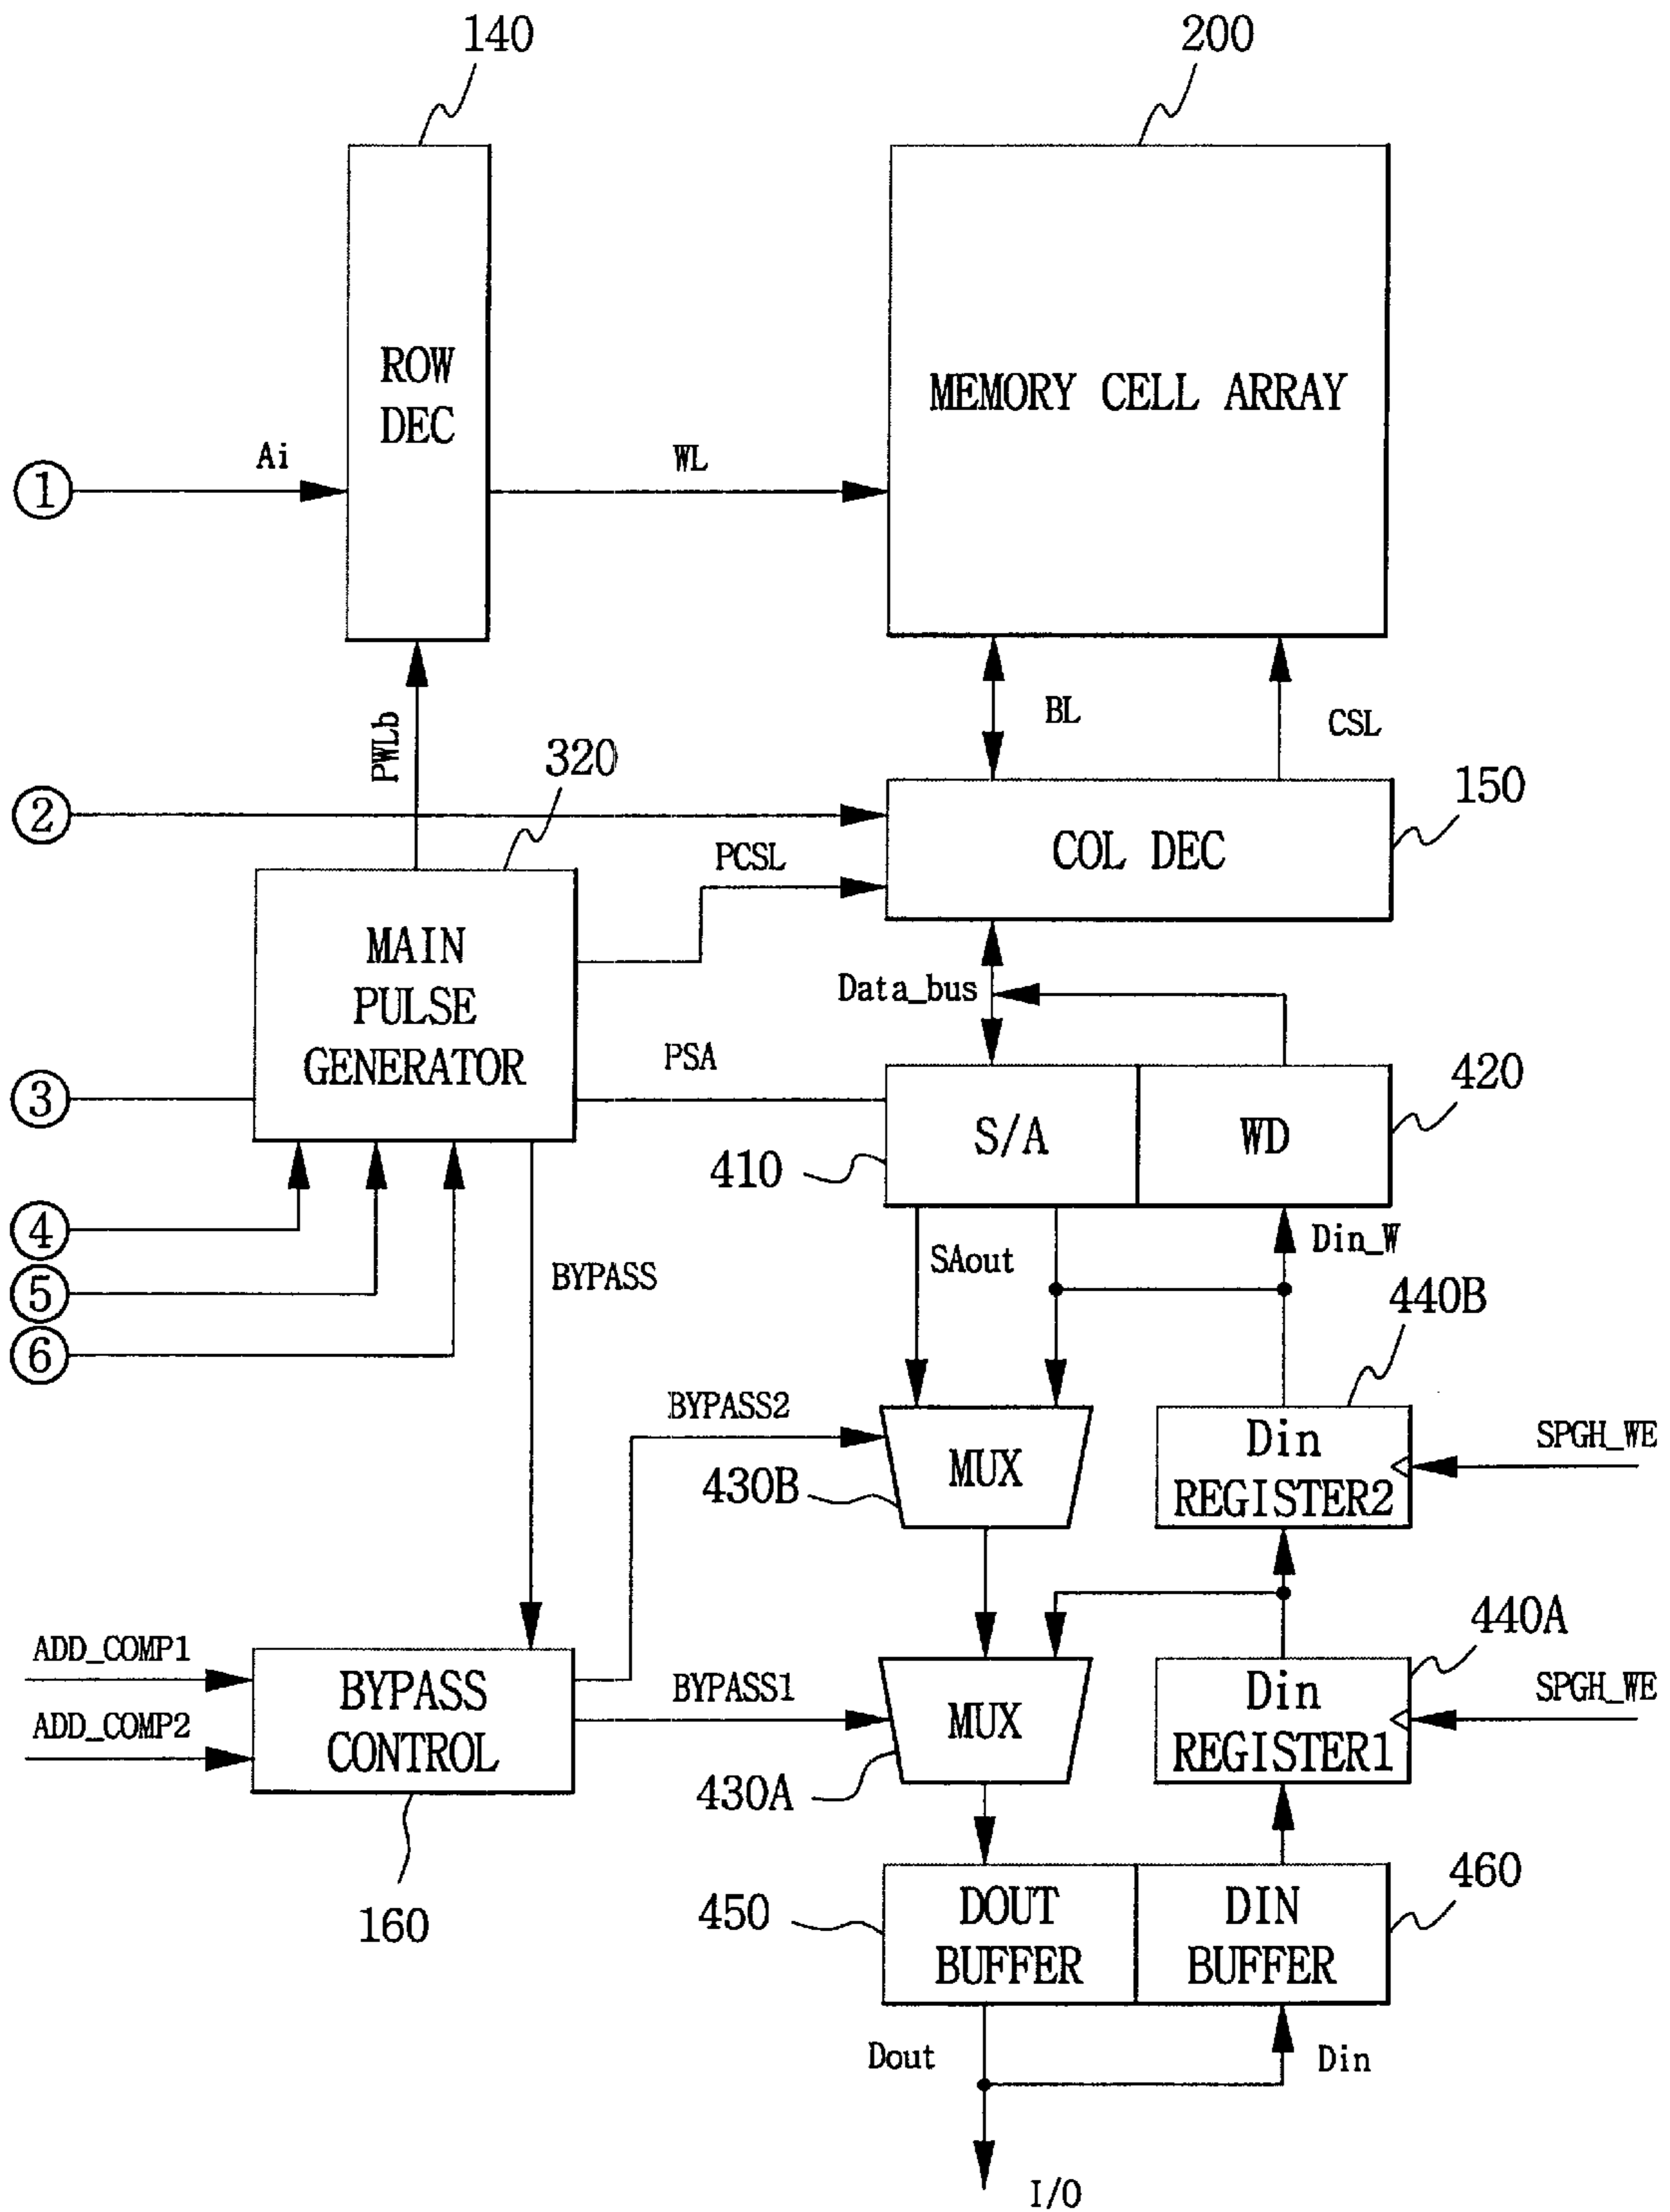 140
200
ROW
DEC
MEMORY CELL ARRAY
①
Ai
WL
PWLb
BL
CSL
320
②
150
COL DEC
PCSL
MAIN
PULSE
GENERATOR
Data_bus
③
PSA
S/A
WD
420
410
④
⑤
⑥
BYPASS
SAout
Din_W
440B
BYPASS2
MUX
430B
Din
REGISTER2
SPGH_WE
ADD_COMP1
ADD_COMP2
BYPASS
CONTROL
BYPASS1
MUX
430A
Din
REGISTER1
440A
SPGH_WE
160
450
DOUT
BUFFER
DIN
BUFFER
460
Dout
Din
I/O